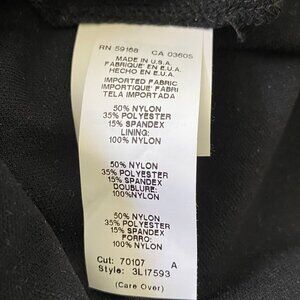 RN 59168 CA 03605
MADE IN U.S.A.
FABRIQUE EN E.U.A.
HECHO EN E.U.A.
IMPORTED FABRIC
IMPORTIQUE FABRI
TELA IMPORTADA
50% NYLON
35% POLYESTER
15% SPANDEX
LINING:
100% NYLON
50% NYLON
35% POLYESTER
15% SPANDEX
DOUBLURE:
100%NYLON
50% NYLON
35% POLYESTER
15% SPANDEX
FORRO:
100%NYLON
Cut: 70107 A
Style: 3LI7593
(Care Over)